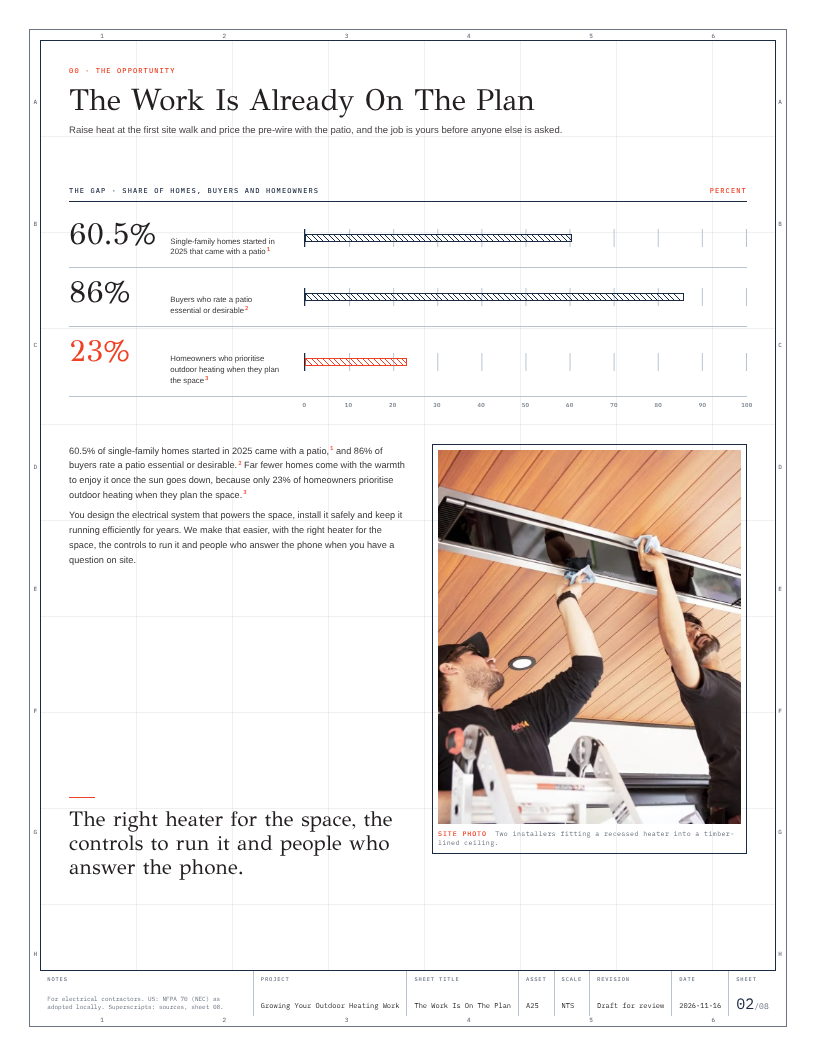 1 2 3 4 5 6
A A
00 · THE OPPORTUNITY
The Work Is Already On The Plan
Raise heat at the first site walk and price the pre-wire with the patio, and the job is yours before anyone else is asked.
THE GAP · SHARE OF HOMES, BUYERS AND HOMEOWNERS PERCENT
B B
60.5% Single-family homes started in
2025 that came with a patio 1
86% Buyers who rate a patio
essential or desirable 2
C C
23% Homeowners who prioritise
outdoor heating when they plan
the space 3
0 10 20 30 40 50 60 70 80 90 100
60.5% of single-family homes started in 2025 came with a patio, 1 and 86% of
buyers rate a patio essential or desirable. 2 Far fewer homes come with the warmth
to enjoy it once the sun goes down, because only 23% of homeowners prioritise
outdoor heating when they plan the space. 3
D D
You design the electrical system that powers the space, install it safely and keep it
running efficiently for years. We make that easier, with the right heater for the
space, the controls to run it and people who answer the phone when you have a
question on site.
E E
F F
The right heater for the space, the
controls to run it and people who
answer the phone.
G G
SITE PHOTO Two installers fitting a recessed heater into a timber-
lined ceiling.
H H
NOTES
For electrical contractors. US: NFPA 70 (NEC) as
adopted locally. Superscripts: sources, sheet 08.
PROJECT
Growing Your Outdoor Heating Work
SHEET TITLE
The Work Is On The Plan
ASSET
A25
SCALE
NTS
REVISION
Draft for review
DATE
2026-11-16
SHEET
02/08
1 2 3 4 5 6